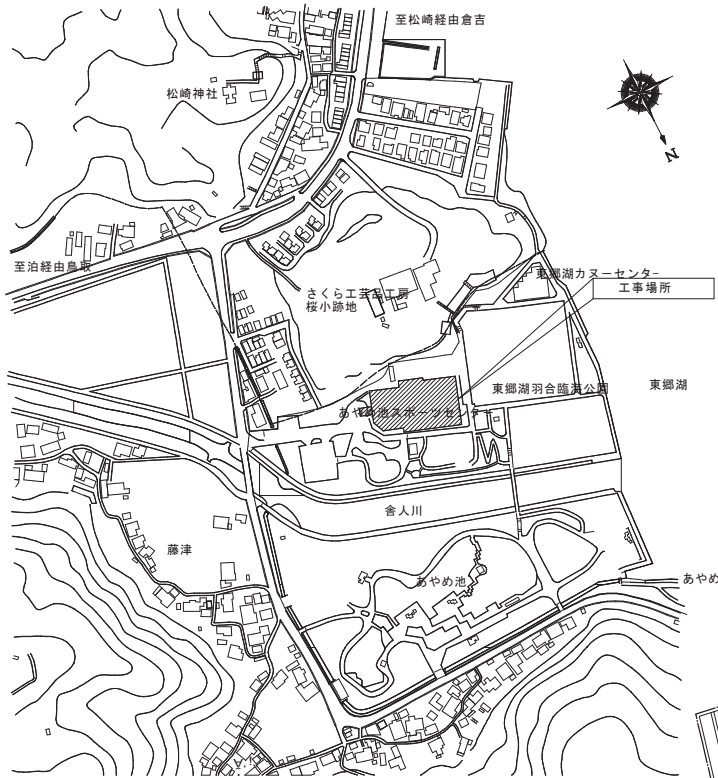 至松崎経由倉吉
松崎神社
N
至泊経由鳥取
東郷湖カヌーセンター
工事場所
さくら工芸品工房
桜小跡地
東郷湖羽合臨海公園
東郷湖
あやめ池スポーツセンター
舎人川
藤津
あやめ池
あやめ